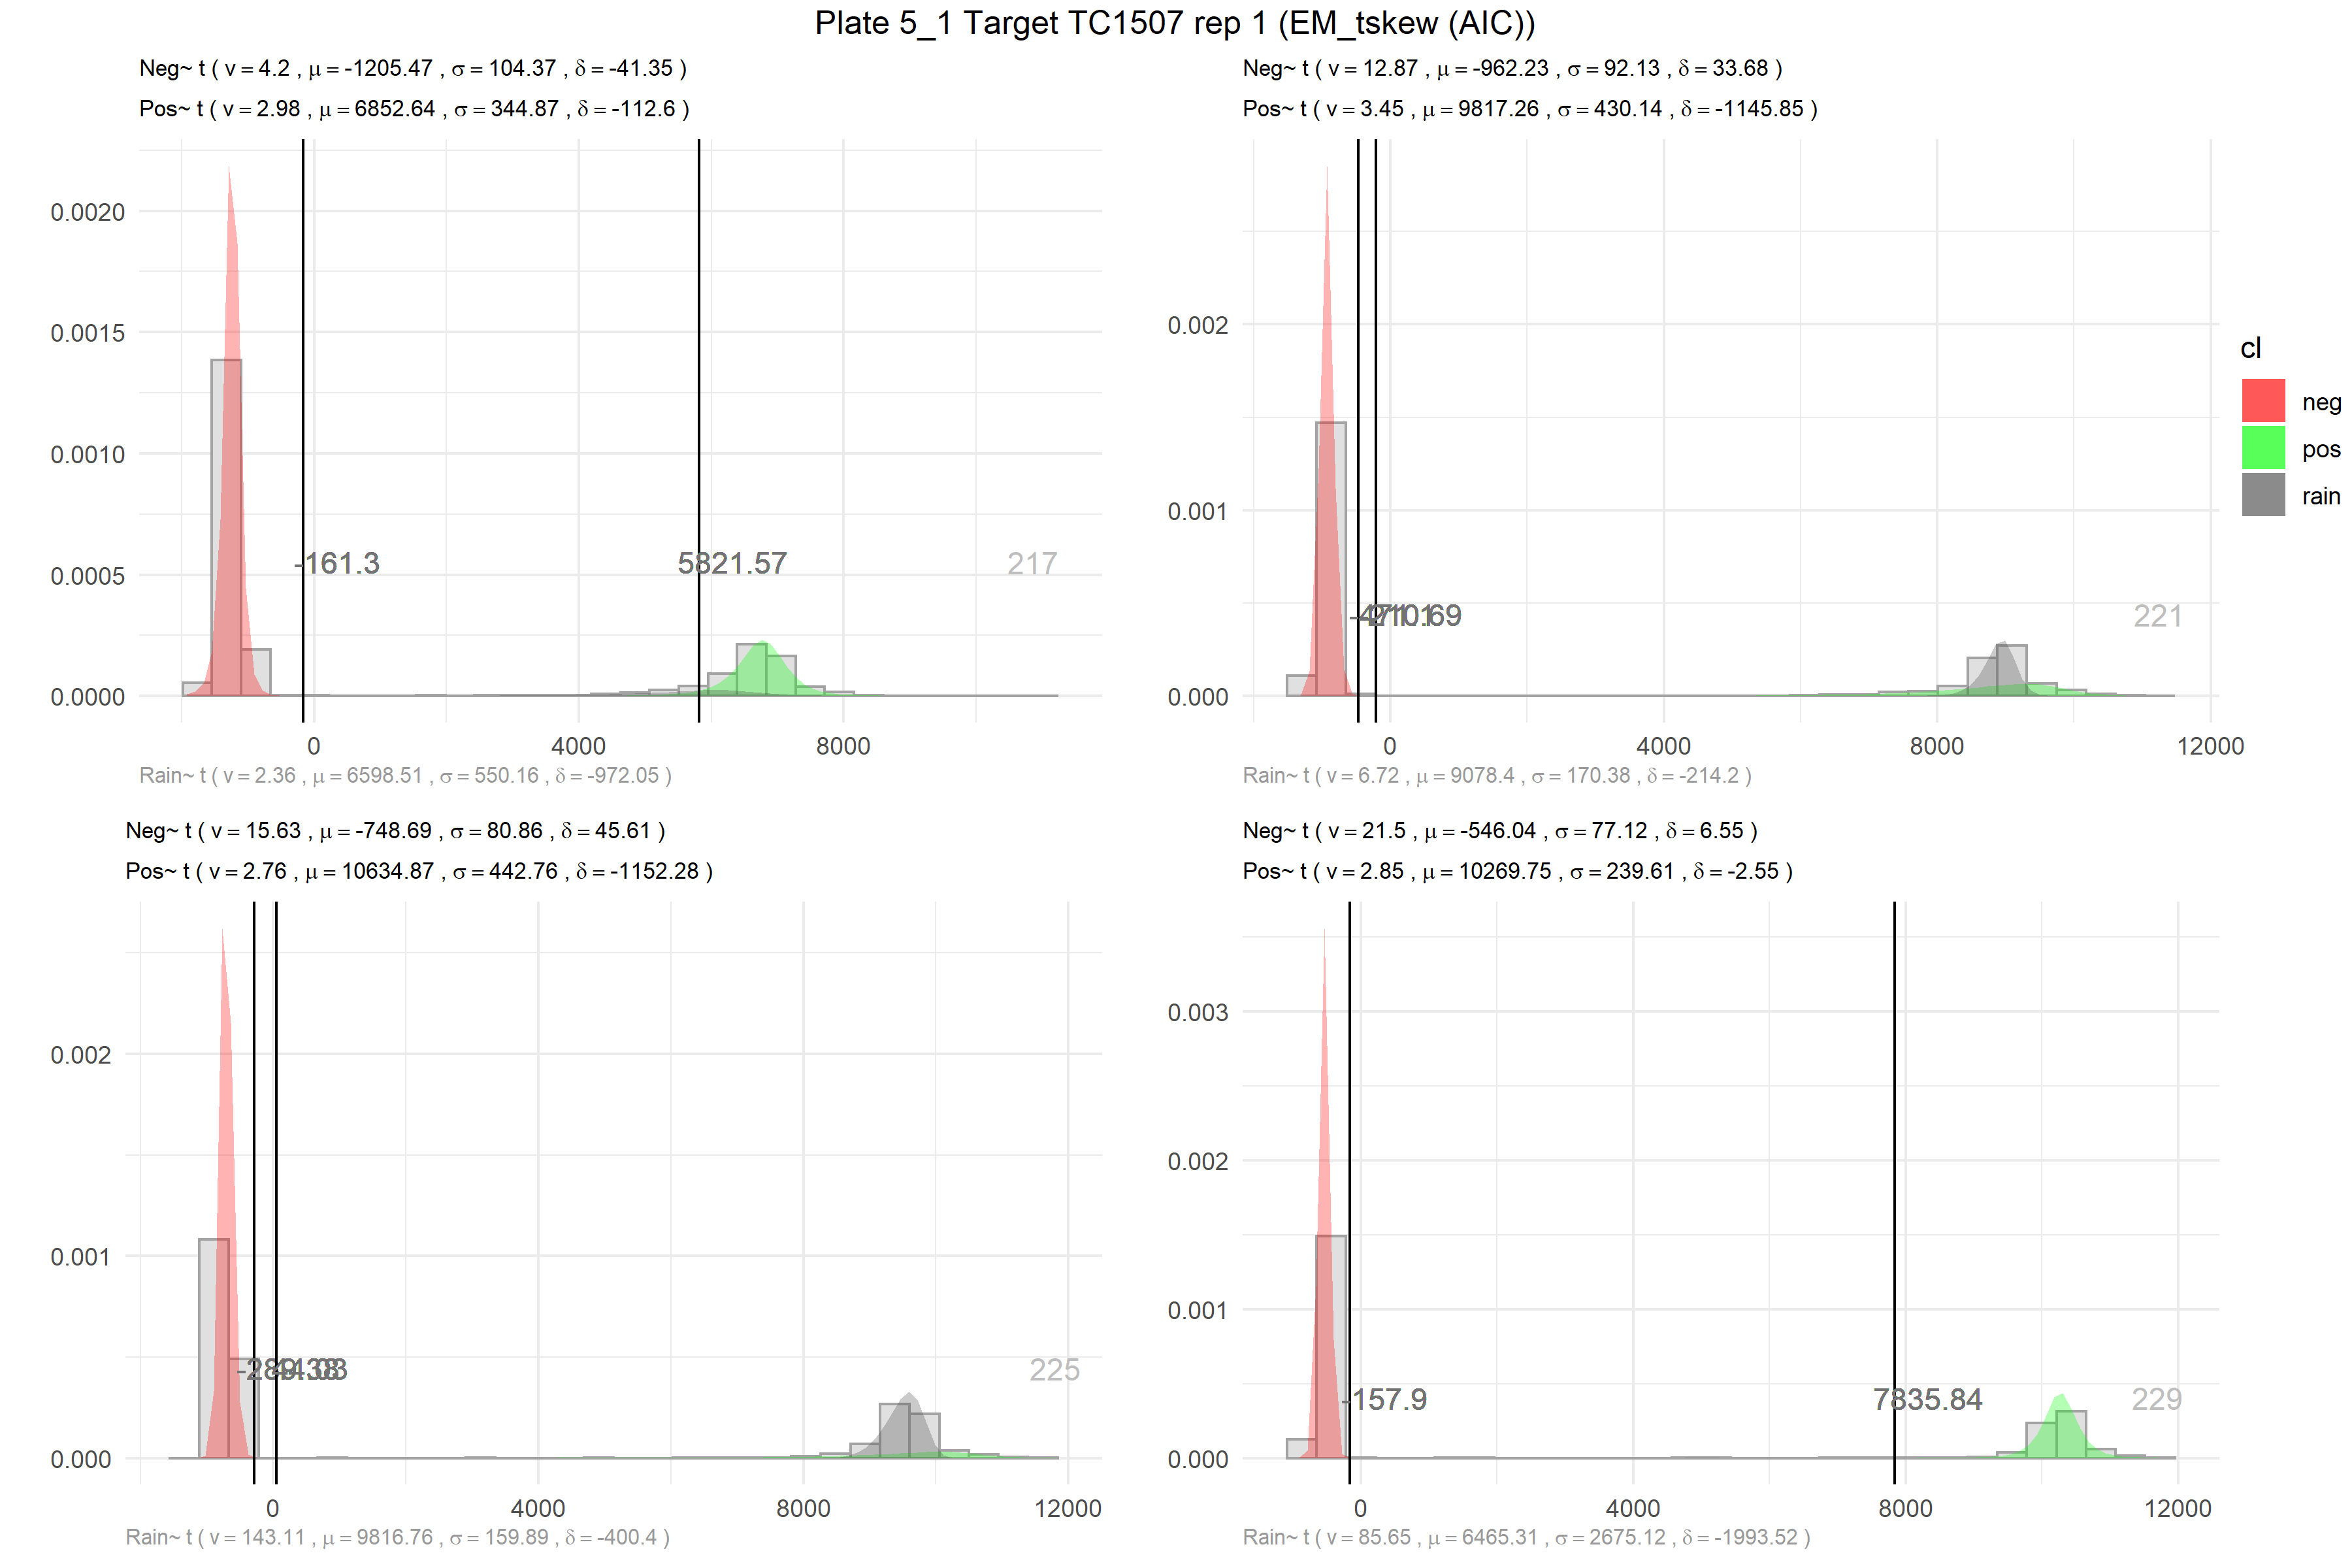 Plate 5_1 Target TC1507 rep 1 (EM_tskew (AIC))
Neg~ t ( v = 4.2 , μ = -1205.47 , σ = 104.37 , δ = -41.35 )
Pos~ t ( v = 2.98 , μ = 6852.64 , σ = 344.87 , δ = -112.6 )
0.0020
0.0015
0.0010
0.0005
0.0000
-161.3
5821.57
217
0
4000
8000
Rain~ t ( v = 2.36 , μ = 6598.51 , σ = 550.16 , δ = -972.05 )
Neg~ t ( v = 12.87 , μ = -962.23 , σ = 92.13 , δ = 33.68 )
Pos~ t ( v = 3.45 , μ = 9817.26 , σ = 430.14 , δ = -1145.85 )
0.002
0.001
0.000
221
0
4000
8000
12000
Rain~ t ( v = 6.72 , μ = 9078.4 , σ = 170.38 , δ = -214.2 )
cl
neg
pos
rain
Neg~ t ( v = 15.63 , μ = -748.69 , σ = 80.86 , δ = 45.61 )
Pos~ t ( v = 2.76 , μ = 10634.87 , σ = 442.76 , δ = -1152.28 )
0.002
0.001
0.000
225
0
4000
8000
12000
Rain~ t ( v = 143.11 , μ = 9816.76 , σ = 159.89 , δ = -400.4 )
Neg~ t ( v = 21.5 , μ = -546.04 , σ = 77.12 , δ = 6.55 )
Pos~ t ( v = 2.85 , μ = 10269.75 , σ = 239.61 , δ = -2.55 )
0.003
0.002
0.001
0.000
-157.9
7835.84
229
0
4000
8000
12000
Rain~ t ( v = 85.65 , μ = 6465.31 , σ = 2675.12 , δ = -1993.52 )